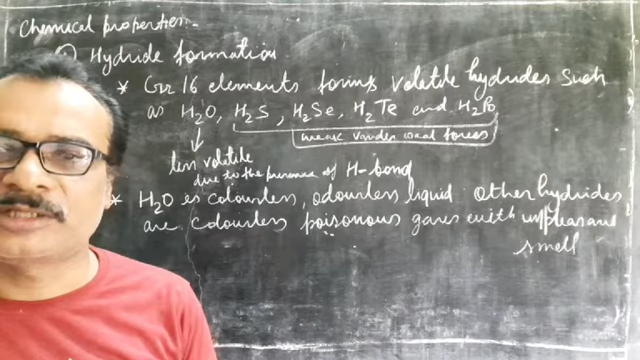 Chemical properties:-
① Hydride formation
* Grr 16 elements forms volatile hydrides such
as H₂O, H₂S, H₂Se, H₂Te and H₂Po
weak vander waal forces
less volatile
due to the presence of H-bond
* H₂O is colourless, odourless liquid. Other hydrides
are colourless poisonous gases with unpleasant
smell